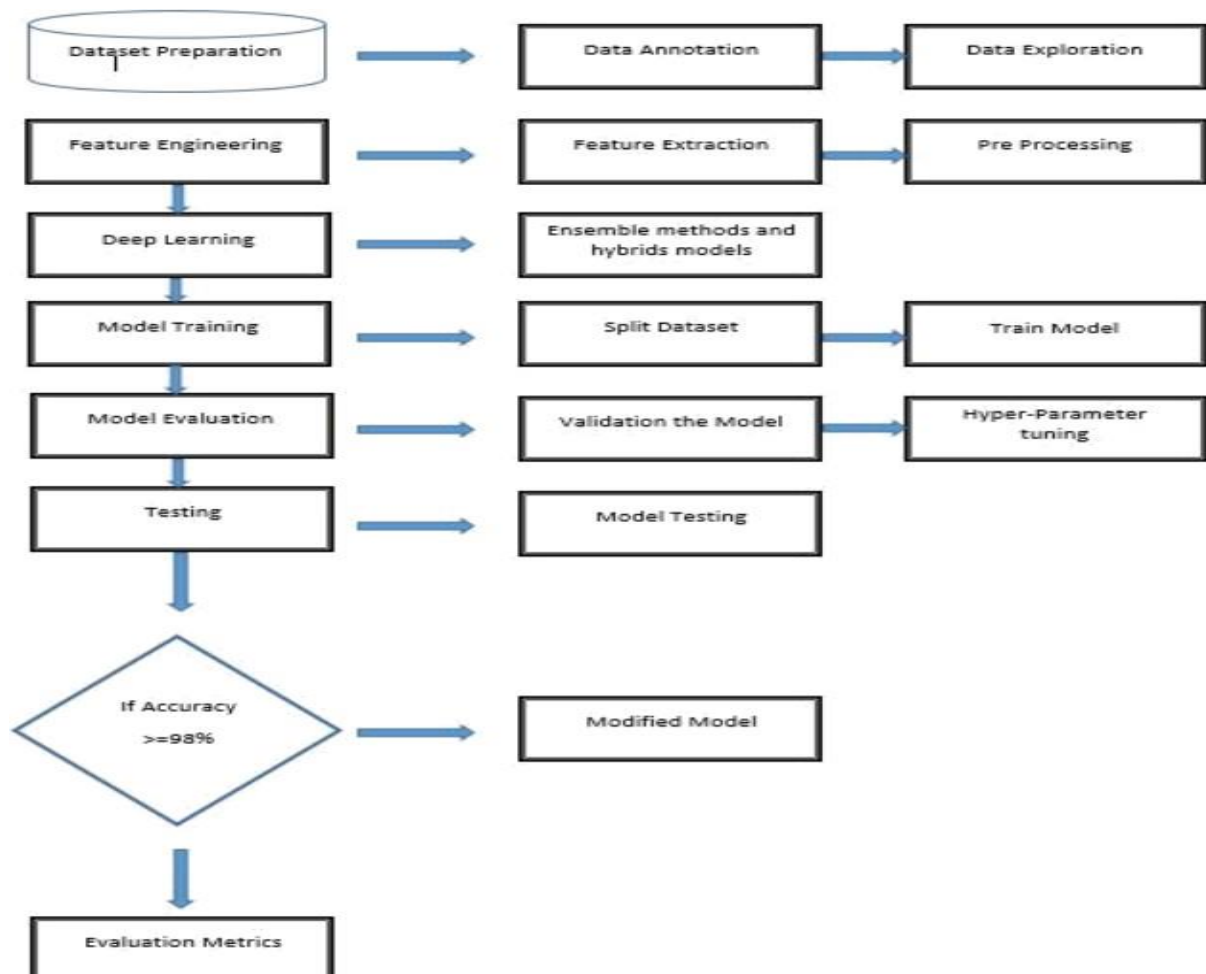 Dataset Preparation
Data Annotation
Data Exploration
Feature Engineering
Feature Extraction
Pre Processing
Deep Learning
Ensemble methods and
hybrids models
Model Training
Split Dataset
Train Model
Model Evaluation
Validation the Model
Hyper-Parameter
tuning
Testing
Model Testing
If Accuracy
>=98%
Modified Model
Evaluation Metrics